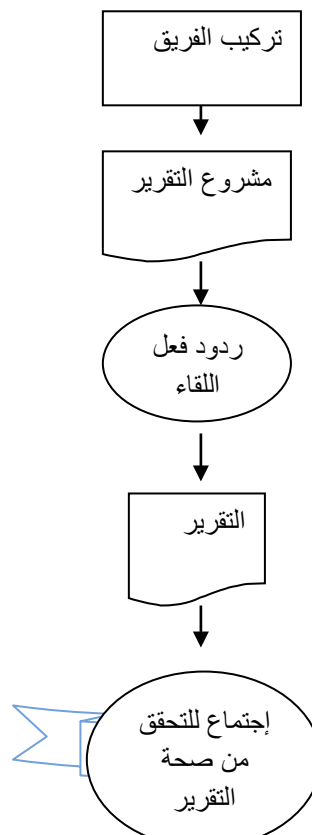 تركيب الفريق
مشروع التقرير
ردود فعل
اللقاء
التقرير
إجتماع للتحقق
من صحة
التقرير